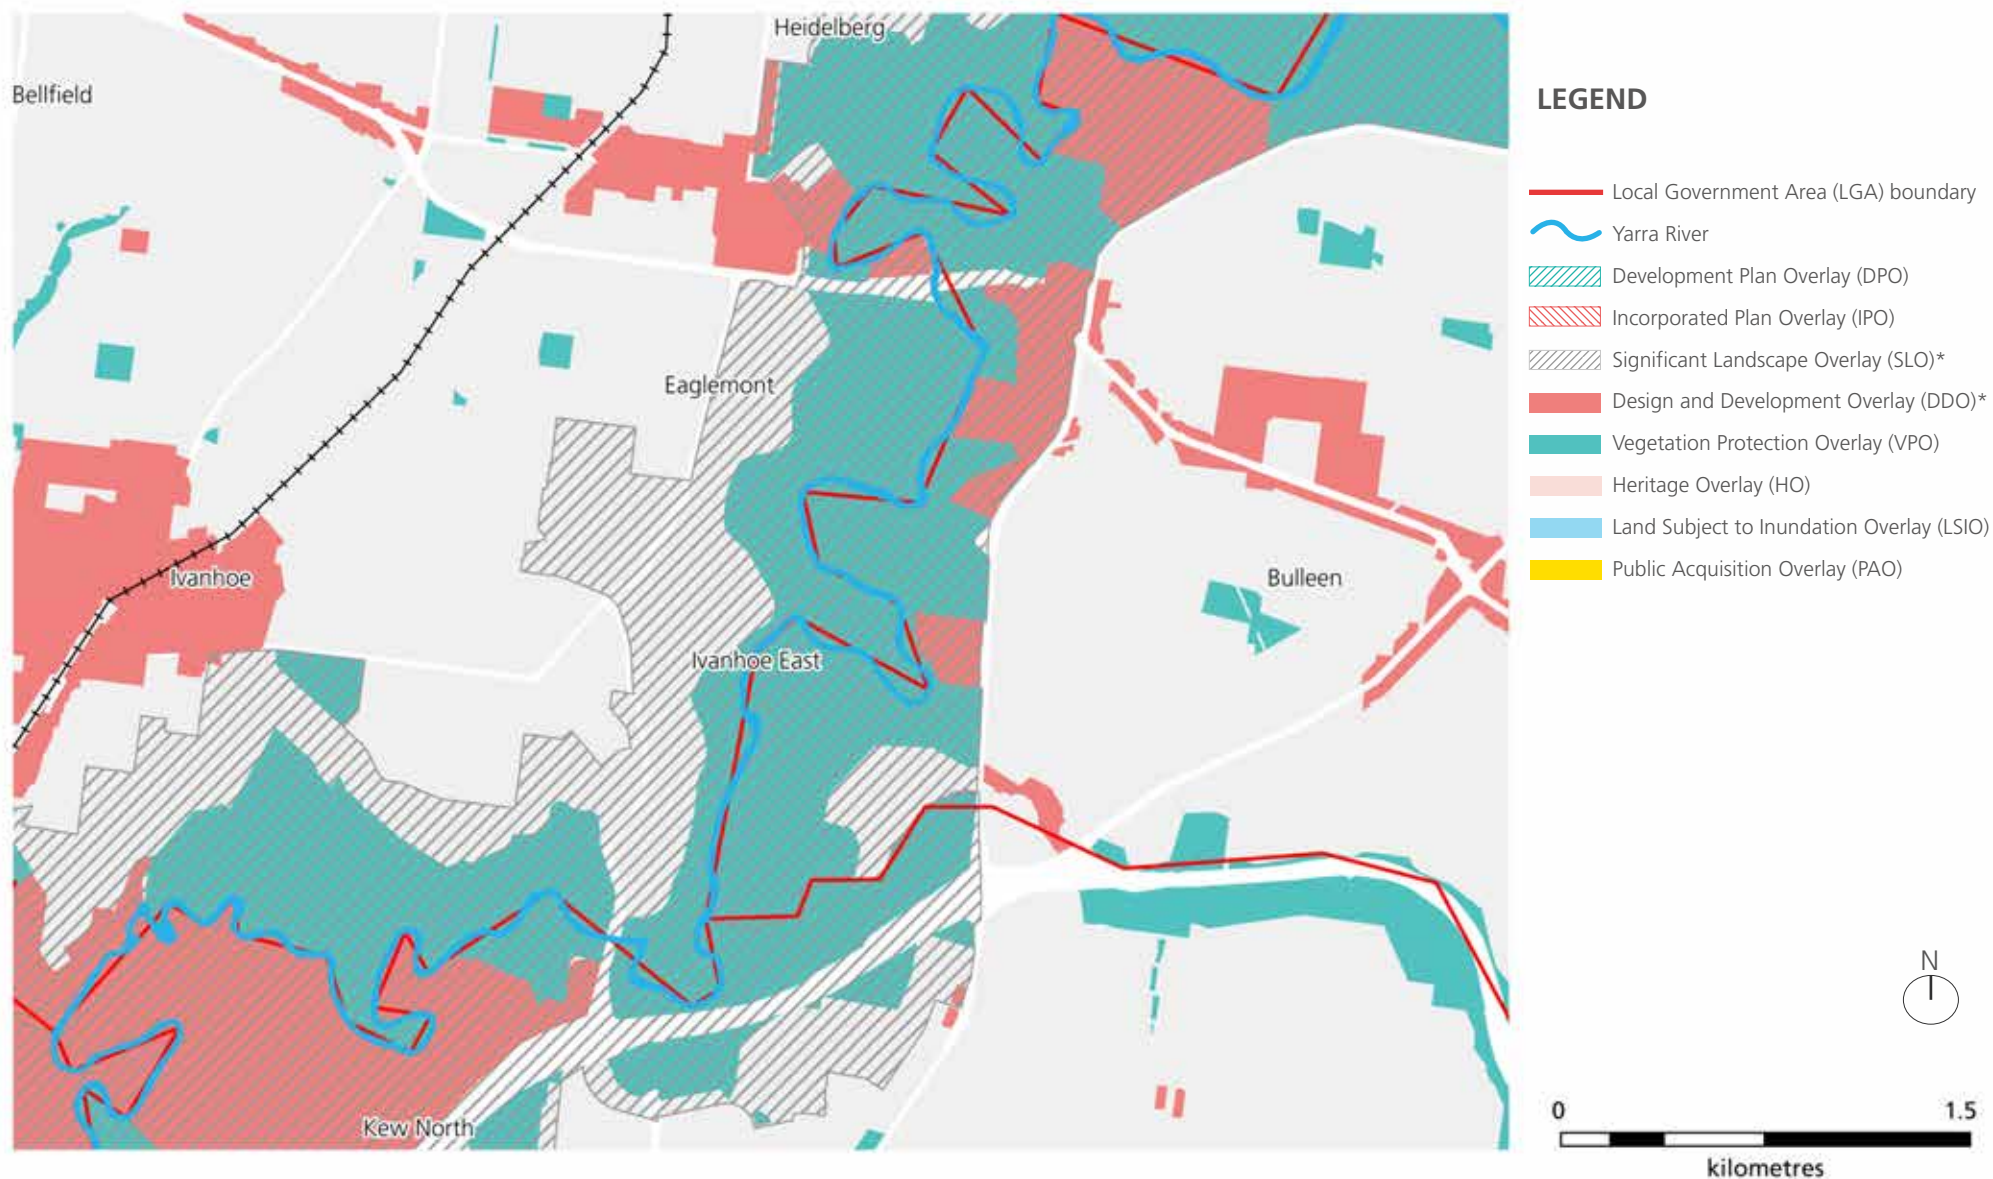 Heidelberg
Bellfield
Eaglemont
Ivanhoe
Bulleen
Ivanhoe East
Kew North
LEGEND
Local Government Area (LGA) boundary
Yarra River
Development Plan Overlay (DPO)
Incorporated Plan Overlay (IPO)
Significant Landscape Overlay (SLO)*
Design and Development Overlay (DDO)*
Vegetation Protection Overlay (VPO)
Heritage Overlay (HO)
Land Subject to Inundation Overlay (LSIO)
Public Acquisition Overlay (PAO)
N
0 1.5
kilometres